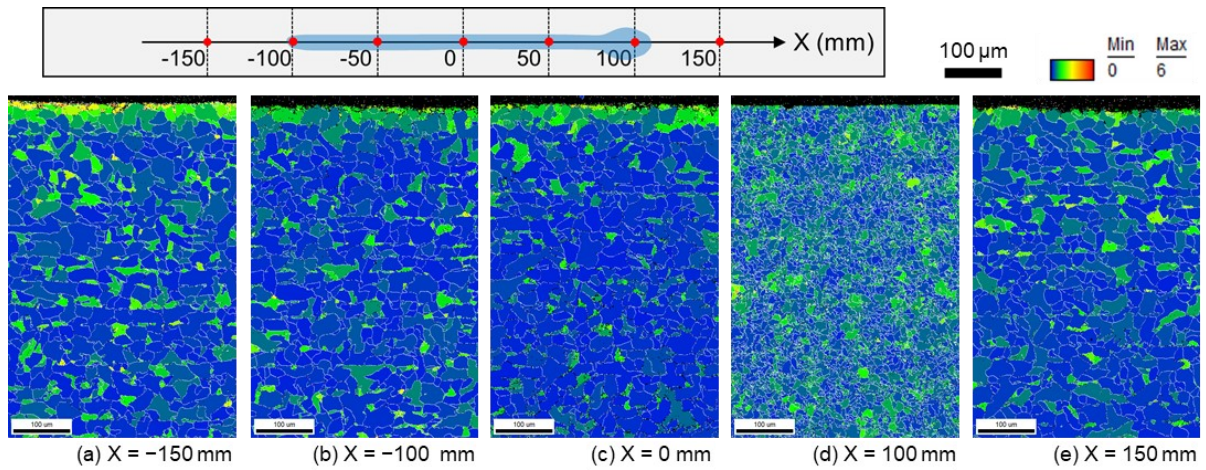 X (mm)
-150 -100 -50 0 50 100 150
100 µm
Min Max
0 6
100 um 100 um 100 um 100 um 100 um
(a) X = −150 mm (b) X = −100 mm (c) X = 0 mm (d) X = 100 mm (e) X = 150 mm